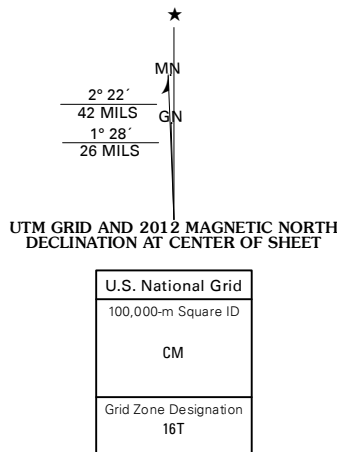 ★
MN
2° 22´
42 MILS
GN
1° 28´
26 MILS
UTM GRID AND 2012 MAGNETIC NORTH
DECLINATION AT CENTER OF SHEET
U.S. National Grid
100,000-m Square ID
CM
Grid Zone Designation
16T